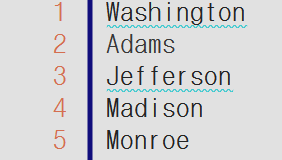 1 Washington
2 Adams
3 Jefferson
4 Madison
5 Monroe